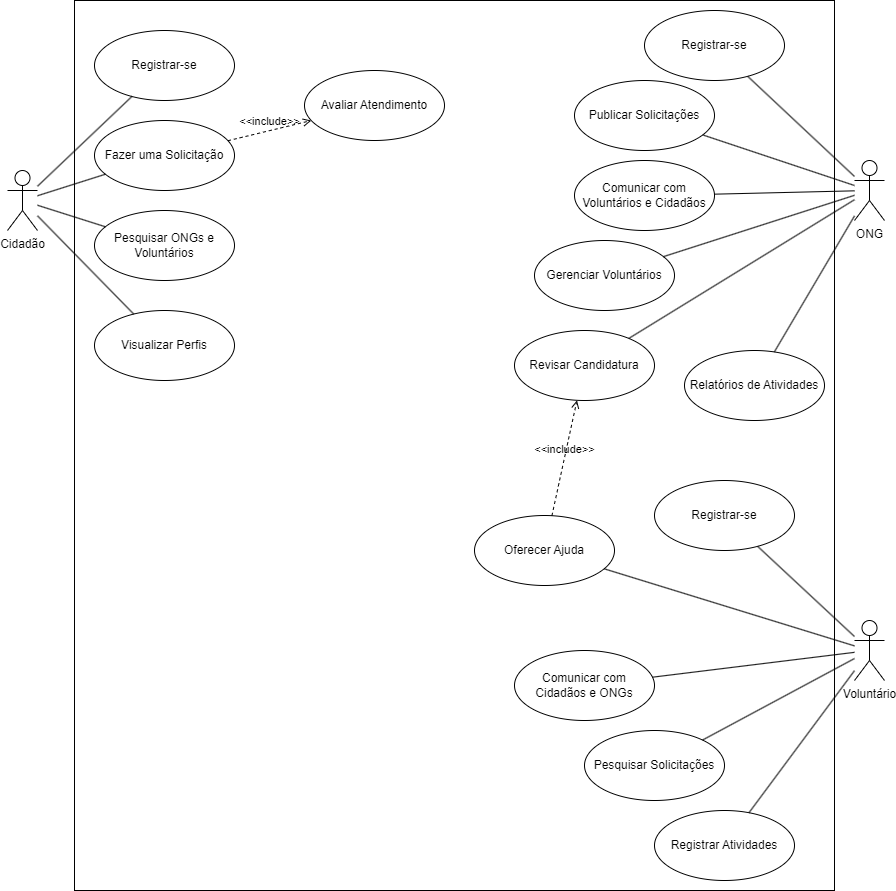 Registrar-se
Registrar-se
Avaliar Atendimento
<<include>>
Publicar Solicitações
Fazer uma Solicitação
Comunicar com
Voluntários e Cidadãos
Cidadão
ONG
Pesquisar ONGs e
Voluntários
Gerenciar Voluntários
Visualizar Perfis
Revisar Candidatura
Relatórios de Atividades
<<include>>
Registrar-se
Oferecer Ajuda
Comunicar com
Cidadãos e ONGs
Voluntário
Pesquisar Solicitações
Registrar Atividades